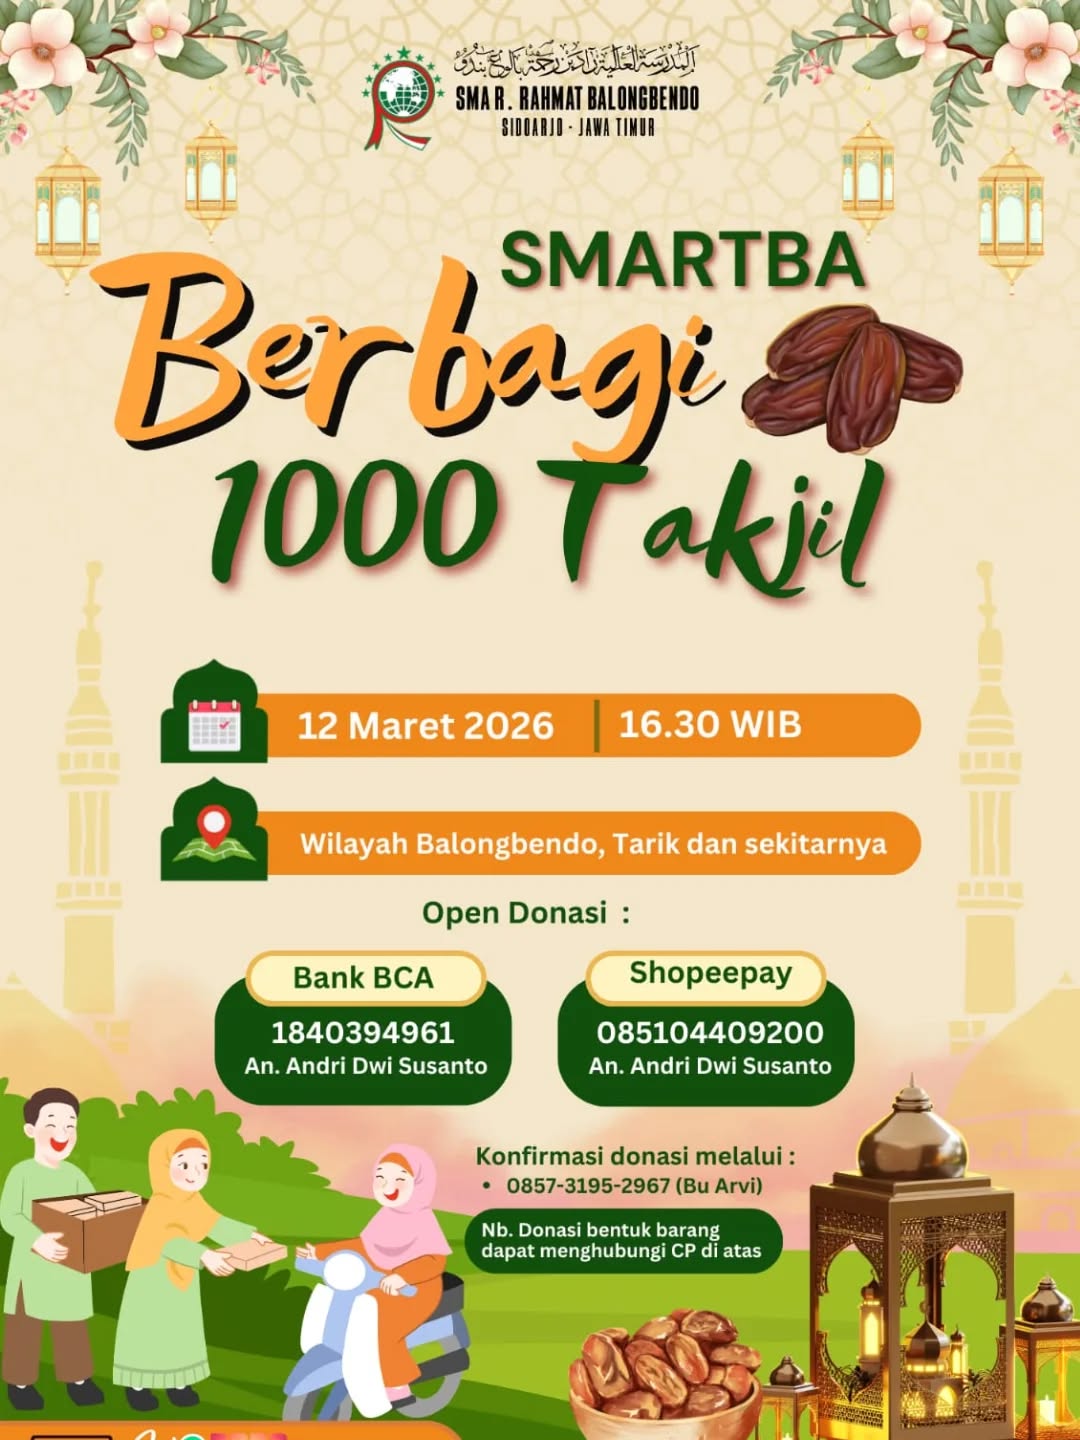 SMA R. RAHMAT BALONGBENDO
SIDOARJO - JAWA TIMUR
SMARTBA
Berbagi
1000 Takjil
12 Maret 2026 | 16.30 WIB
Wilayah Balongbendo, Tarik dan sekitarnya
Open Donasi :
Bank BCA
1840394961
An. Andri Dwi Susanto
Shopeepay
085104409200
An. Andri Dwi Susanto
Konfirmasi donasi melalui :
• 0857-3195-2967 (Bu Arvi)
Nb. Donasi bentuk barang
dapat menghubungi CP di atas